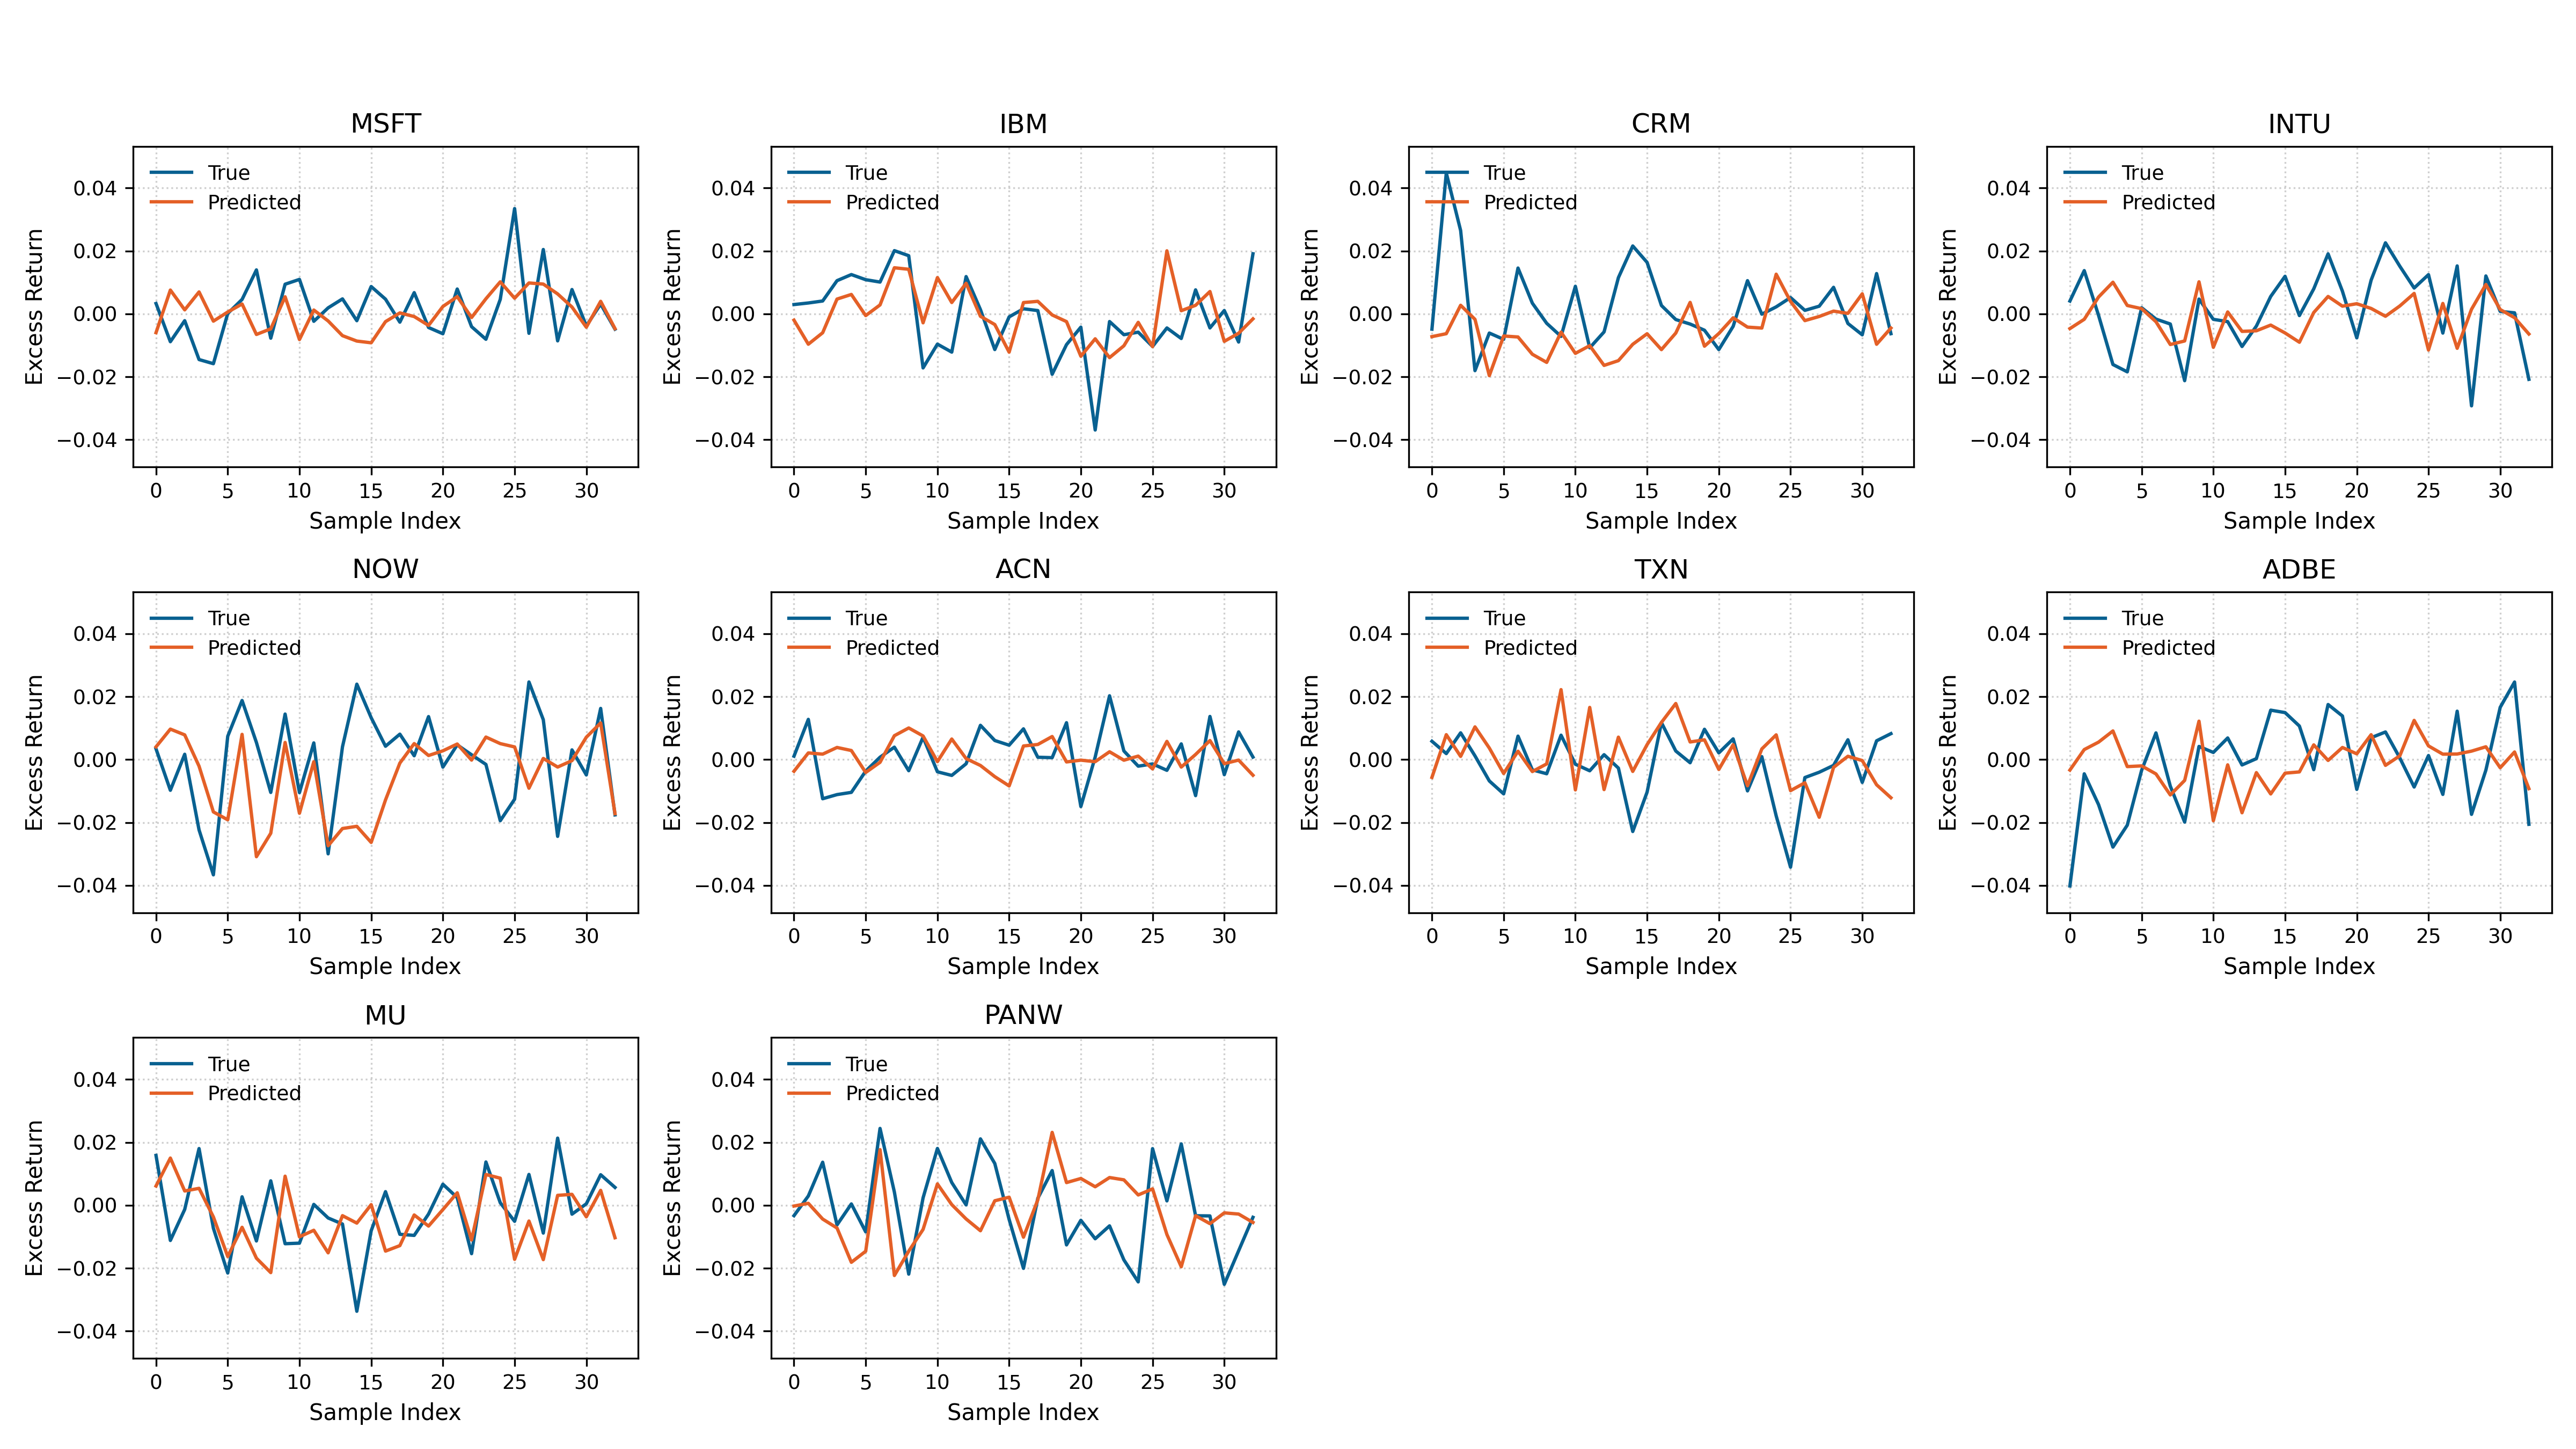 MSFT
True
Predicted
0.04
0.02
0.00
−0.02
−0.04
Excess Return
0 5 10 15 20 25 30
Sample Index
IBM
True
Predicted
0.04
0.02
0.00
−0.02
−0.04
Excess Return
0 5 10 15 20 25 30
Sample Index
CRM
True
Predicted
0.04
0.02
0.00
−0.02
−0.04
Excess Return
0 5 10 15 20 25 30
Sample Index
INTU
True
Predicted
0.04
0.02
0.00
−0.02
−0.04
Excess Return
0 5 10 15 20 25 30
Sample Index
NOW
True
Predicted
0.04
0.02
0.00
−0.02
−0.04
Excess Return
0 5 10 15 20 25 30
Sample Index
ACN
True
Predicted
0.04
0.02
0.00
−0.02
−0.04
Excess Return
0 5 10 15 20 25 30
Sample Index
TXN
True
Predicted
0.04
0.02
0.00
−0.02
−0.04
Excess Return
0 5 10 15 20 25 30
Sample Index
ADBE
True
Predicted
0.04
0.02
0.00
−0.02
−0.04
Excess Return
0 5 10 15 20 25 30
Sample Index
MU
True
Predicted
0.04
0.02
0.00
−0.02
−0.04
Excess Return
0 5 10 15 20 25 30
Sample Index
PANW
True
Predicted
0.04
0.02
0.00
−0.02
−0.04
Excess Return
0 5 10 15 20 25 30
Sample Index